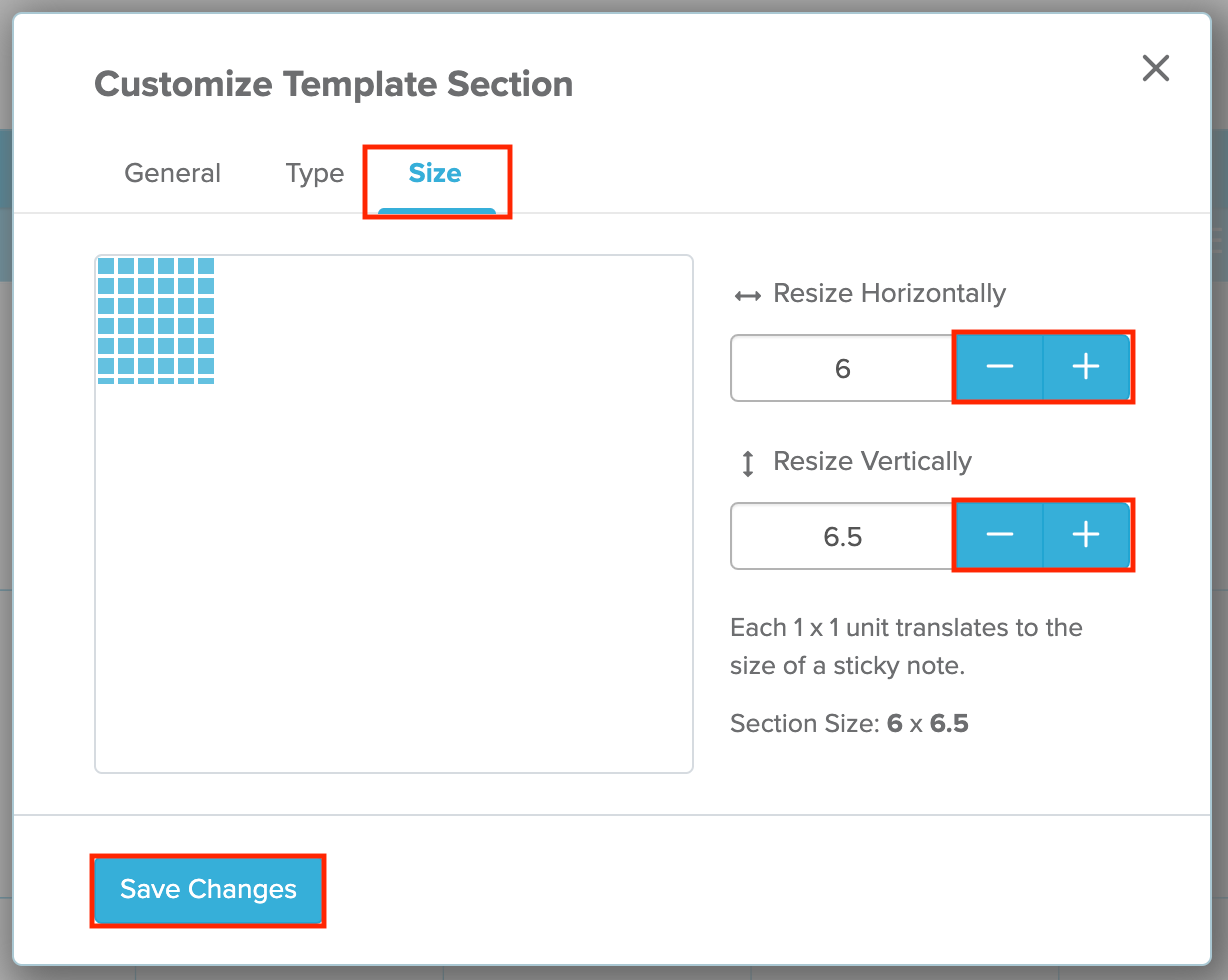 Customize Template Section
General Type Size
Resize Horizontally
6
Resize Vertically
6.5
Each 1 x 1 unit translates to the
size of a sticky note.
Section Size: 6 x 6.5
Save Changes